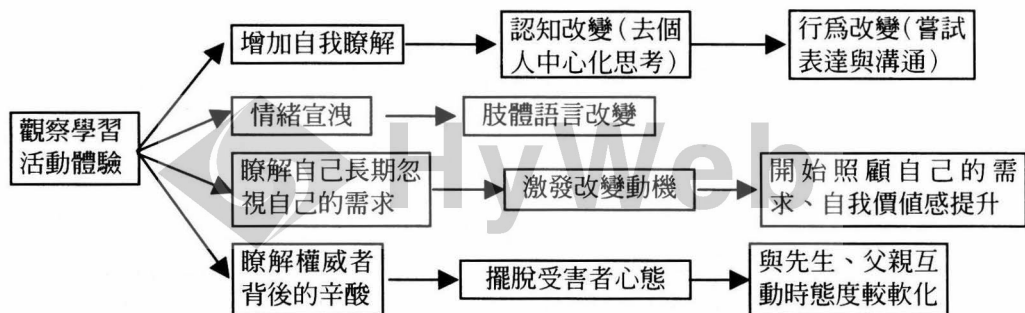 增加自我瞭解
認知改變(去個
人中心化思考)
行爲改變(嘗試
表達與溝通)
觀察學習
活動體驗
情緒宣洩
肢體語言改變
瞭解自己長期忽
視自己的需求
激發改變動機
開始照顧自己的需
求、自我價值感提升
瞭解權威者
背後的辛酸
擺脫受害者心態
與先生、父親互
動時態度較軟化
HyWeb